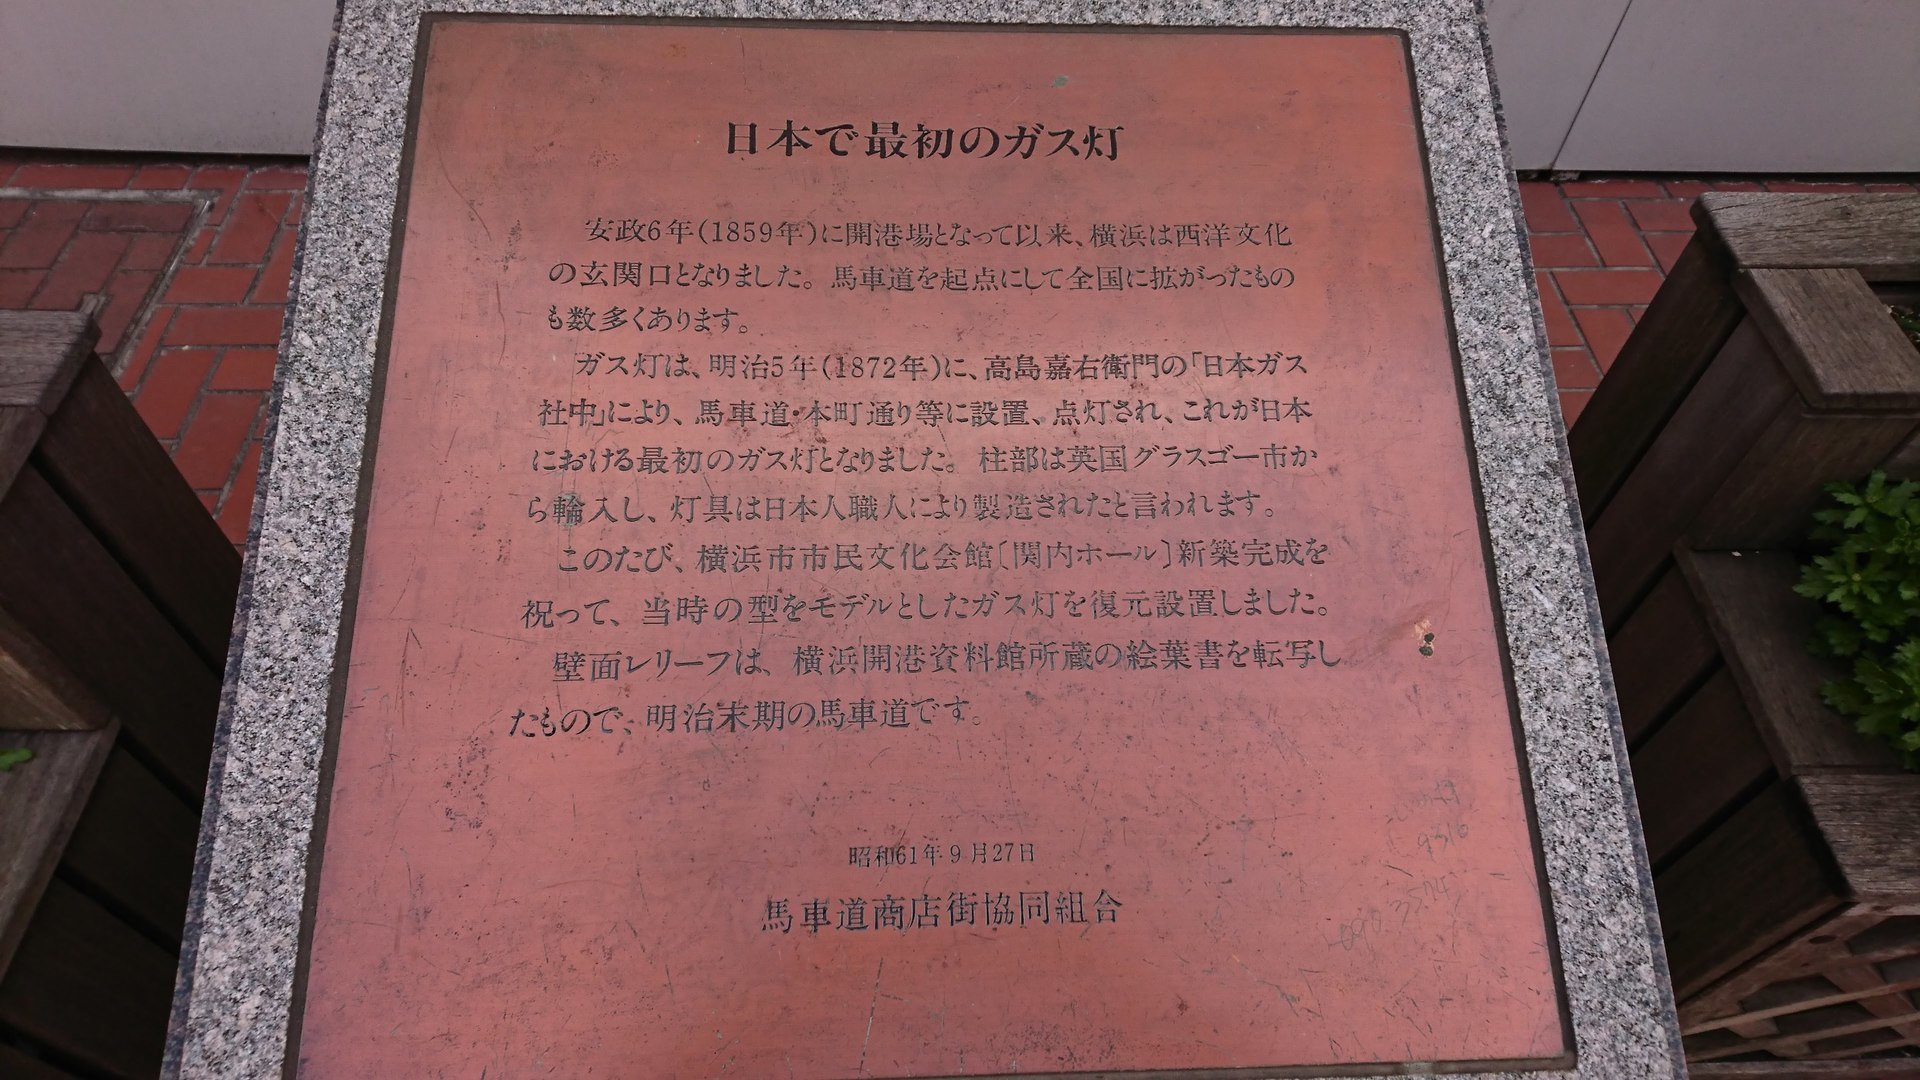 日本で最初のガス灯
安政6年(1859年)に開港場となって以来、横浜は西洋文化
の玄関口となりました。馬車道を起点にして全国に拡がったもの
も数多くあります。
ガス灯は、明治5年(1872年)に、高島嘉右衛門の「日本ガス
社中」により、馬車道・本町通り等に設置、点灯され、これが日本
における最初のガス灯となりました。柱部は英国グラスゴー市か
ら輸入し、灯具は日本人職人により製造されたと言われます。
このたび、横浜市市民文化会館〔関内ホール〕新築完成を
祝って、当時の型をモデルとしたガス灯を復元設置しました。
壁面レリーフは、横浜開港資料館所蔵の絵葉書を転写し
たもので、明治末期の馬車道です。
昭和61年9月27日
馬車道商店街協同組合